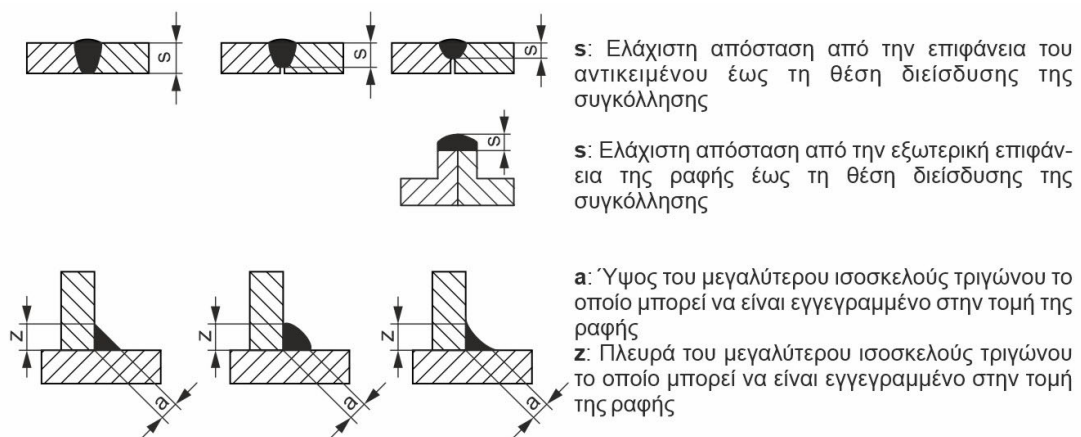 s
s
s
s: Ελάχιστη απόσταση από την επιφάνεια του
αντικειμένου έως τη θέση διείσδυσης της
συγκόλλησης
s
s: Ελάχιστη απόσταση από την εξωτερική επιφάν-
εια της ραφής έως τη θέση διείσδυσης της
συγκόλλησης
z
a
z
a
z
a
a: Ύψος του μεγαλύτερου ισοσκελούς τριγώνου το
οποίο μπορεί να είναι εγγεγραμμένο στην τομή της
ραφής
z: Πλευρά του μεγαλύτερου ισοσκελούς τριγώνου
το οποίο μπορεί να είναι εγγεγραμμένο στην τομή
της ραφής